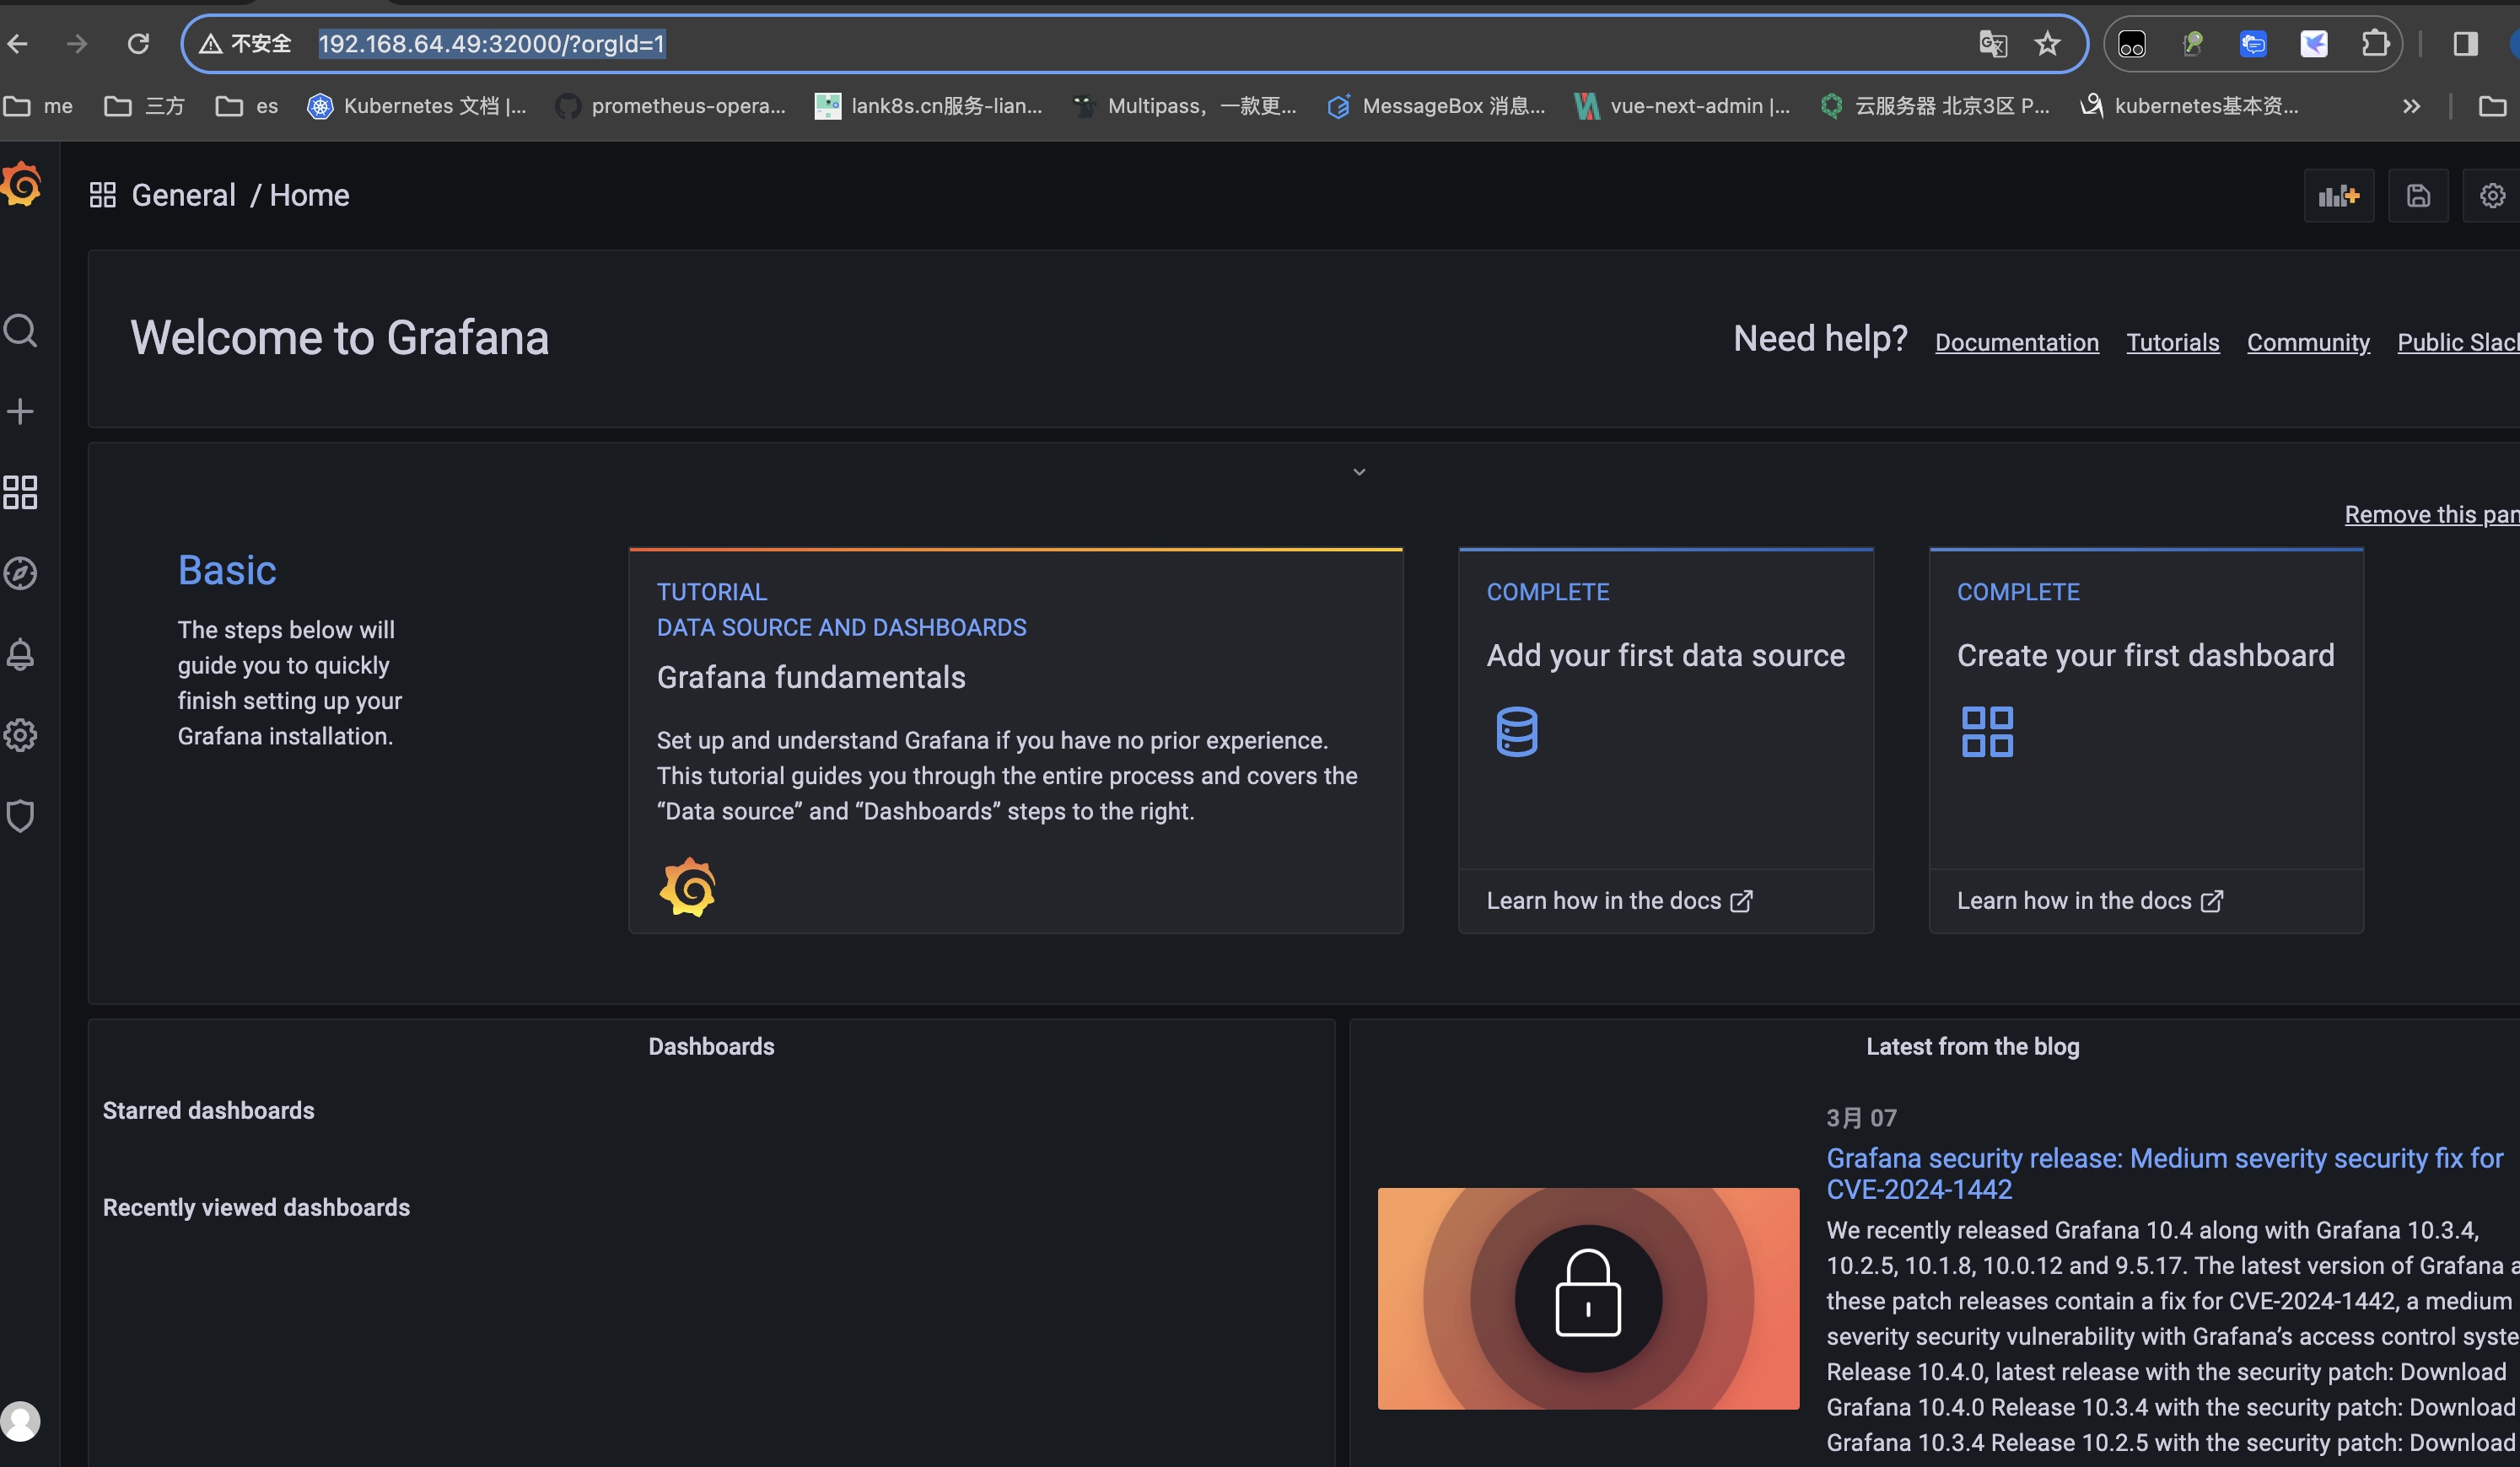 不安全 192.168.64.49:32000/?orgId=1
me 三方 es Kubernetes 文档 |... prometheus-opera... lank8s.cn服务-lian... Multipass，一款更... MessageBox 消息... vue-next-admin |... 云服务器 北京3区 P... kubernetes基本资...
General / Home
Welcome to Grafana
Need help? Documentation Tutorials Community Public Slack
Remove this pan
Basic
The steps below will
guide you to quickly
finish setting up your
Grafana installation.
TUTORIAL
DATA SOURCE AND DASHBOARDS
Grafana fundamentals
Set up and understand Grafana if you have no prior experience.
This tutorial guides you through the entire process and covers the
“Data source” and “Dashboards” steps to the right.
COMPLETE
Add your first data source
Learn how in the docs
COMPLETE
Create your first dashboard
Learn how in the docs
Dashboards
Starred dashboards
Recently viewed dashboards
Latest from the blog
3月 07
Grafana security release: Medium severity security fix for
CVE-2024-1442
We recently released Grafana 10.4 along with Grafana 10.3.4,
10.2.5, 10.1.8, 10.0.12 and 9.5.17. The latest version of Grafana a
these patch releases contain a fix for CVE-2024-1442, a medium
severity security vulnerability with Grafana’s access control syste
Release 10.4.0, latest release with the security patch: Download
Grafana 10.4.0 Release 10.3.4 with the security patch: Download
Grafana 10.3.4 Release 10.2.5 with the security patch: Download